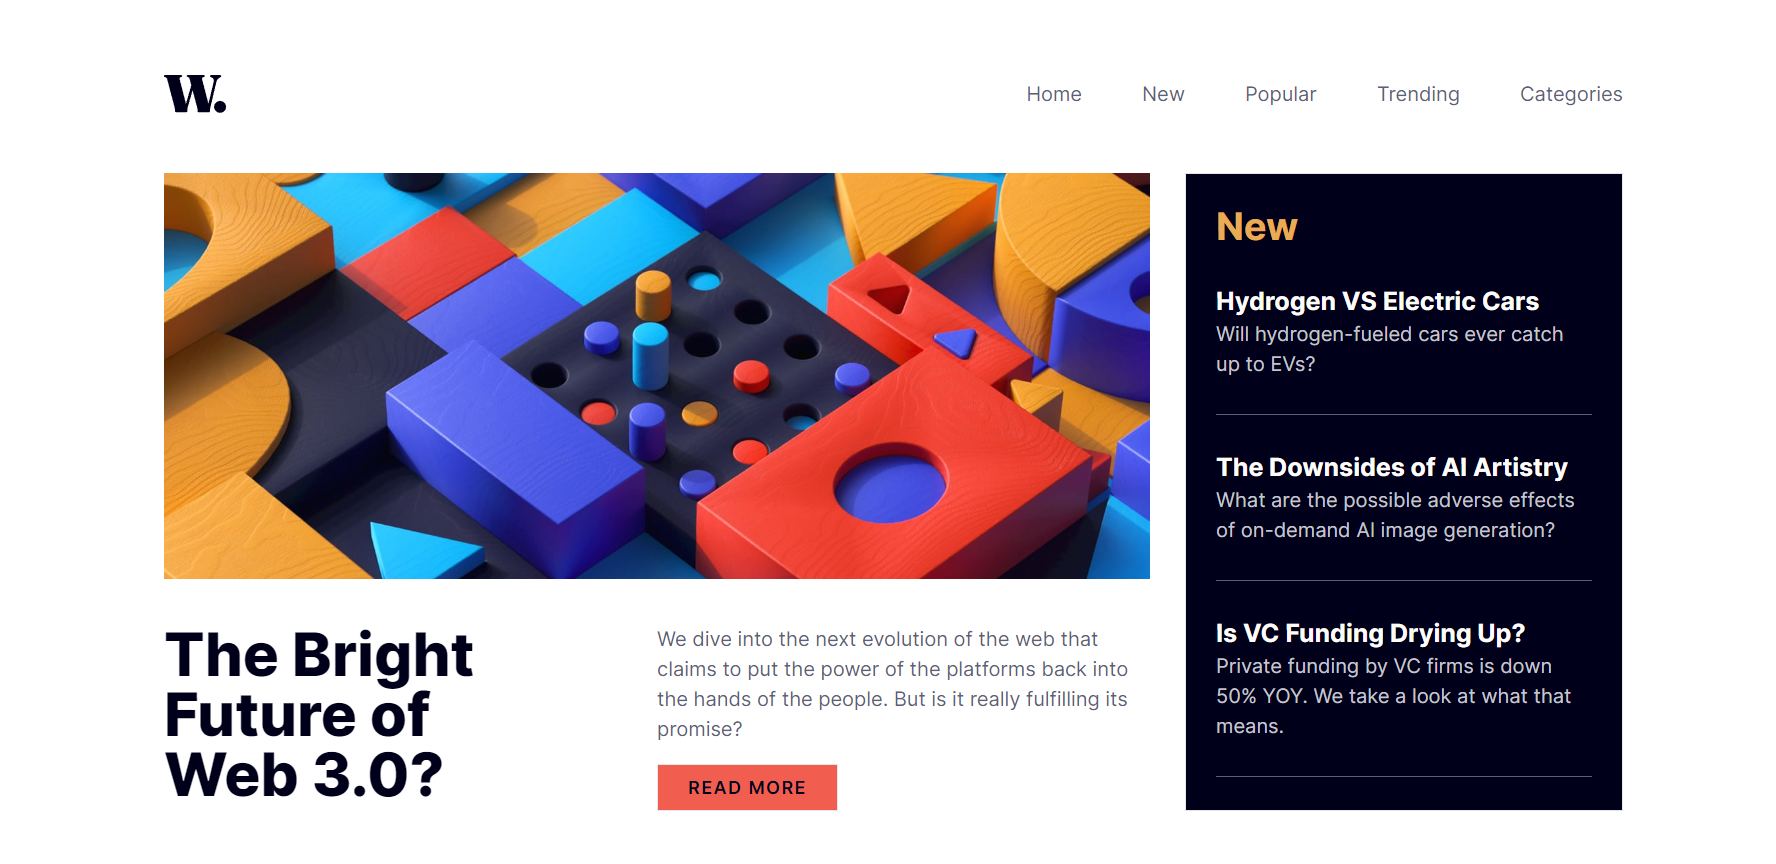 W.
Home
New
Popular
Trending
Categories
New
Hydrogen VS Electric Cars
Will hydrogen-fueled cars ever catch
up to EVs?
The Downsides of AI Artistry
What are the possible adverse effects
of on-demand AI image generation?
Is VC Funding Drying Up?
Private funding by VC firms is down
50% YOY. We take a look at what that
means.
The Bright
Future of
Web 3.0?
We dive into the next evolution of the web that
claims to put the power of the platforms back into
the hands of the people. But is it really fulfilling its
promise?
READ MORE